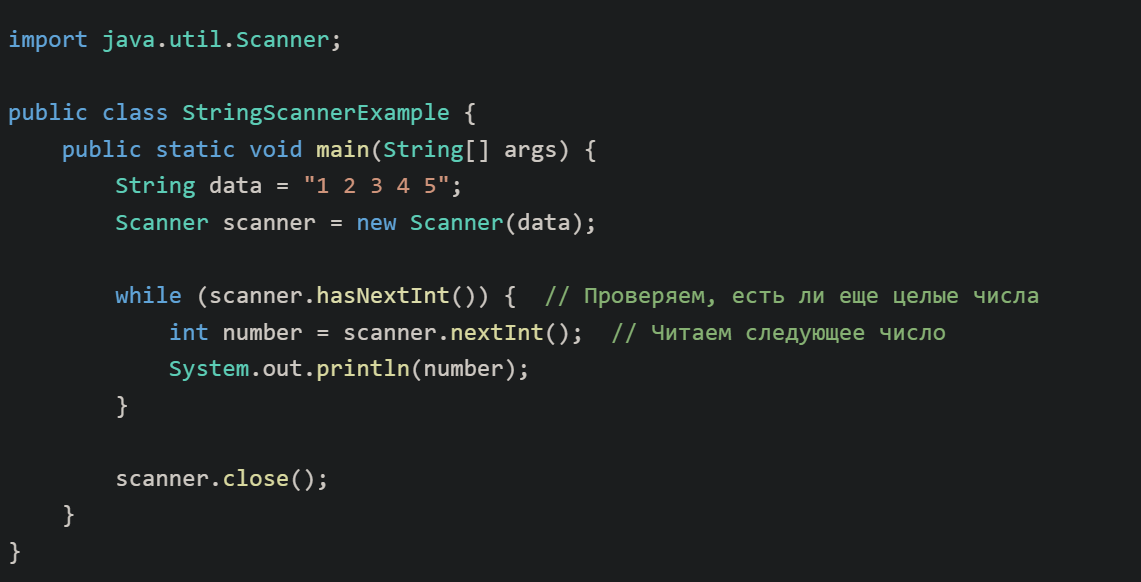 import java.util.Scanner;
public class StringScannerExample {
    public static void main(String[] args) {
        String data = "1 2 3 4 5";
        Scanner scanner = new Scanner(data);
        while (scanner.hasNextInt()) {  // Проверяем, есть ли еще целые числа
            int number = scanner.nextInt();  // Читаем следующее число
            System.out.println(number);
        }
        scanner.close();
    }
}